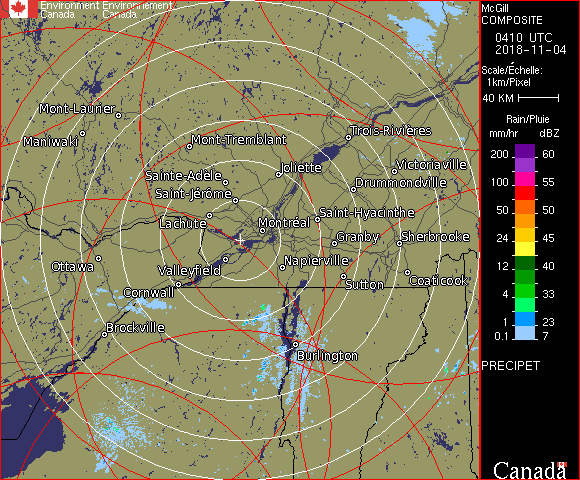 Environment Environnement
Canada Canada
McGill
COMPOSITE
0410 UTC
2018-11-04
Scale/Échelle:
1km/Pixel
40 KM
Rain/Pluie
mm/hr dBZ
200 60
100 55
50 50
24 45
12 40
4 33
1 23
0.1 7
PRECIPET
Canada
Mont-Laurier
Maniwaki
Mont-Tremblant
Trois-Rivières
Joliette
Victoriaville
Sainte-Adèle
Drummondville
Saint-Jérôme
Saint-Hyacinthe
Lachute
Montréal
Granby
Sherbrooke
Ottawa
Valleyfield
Napierville
Coaticook
Cornwall
Sutton
Brockville
Burlington